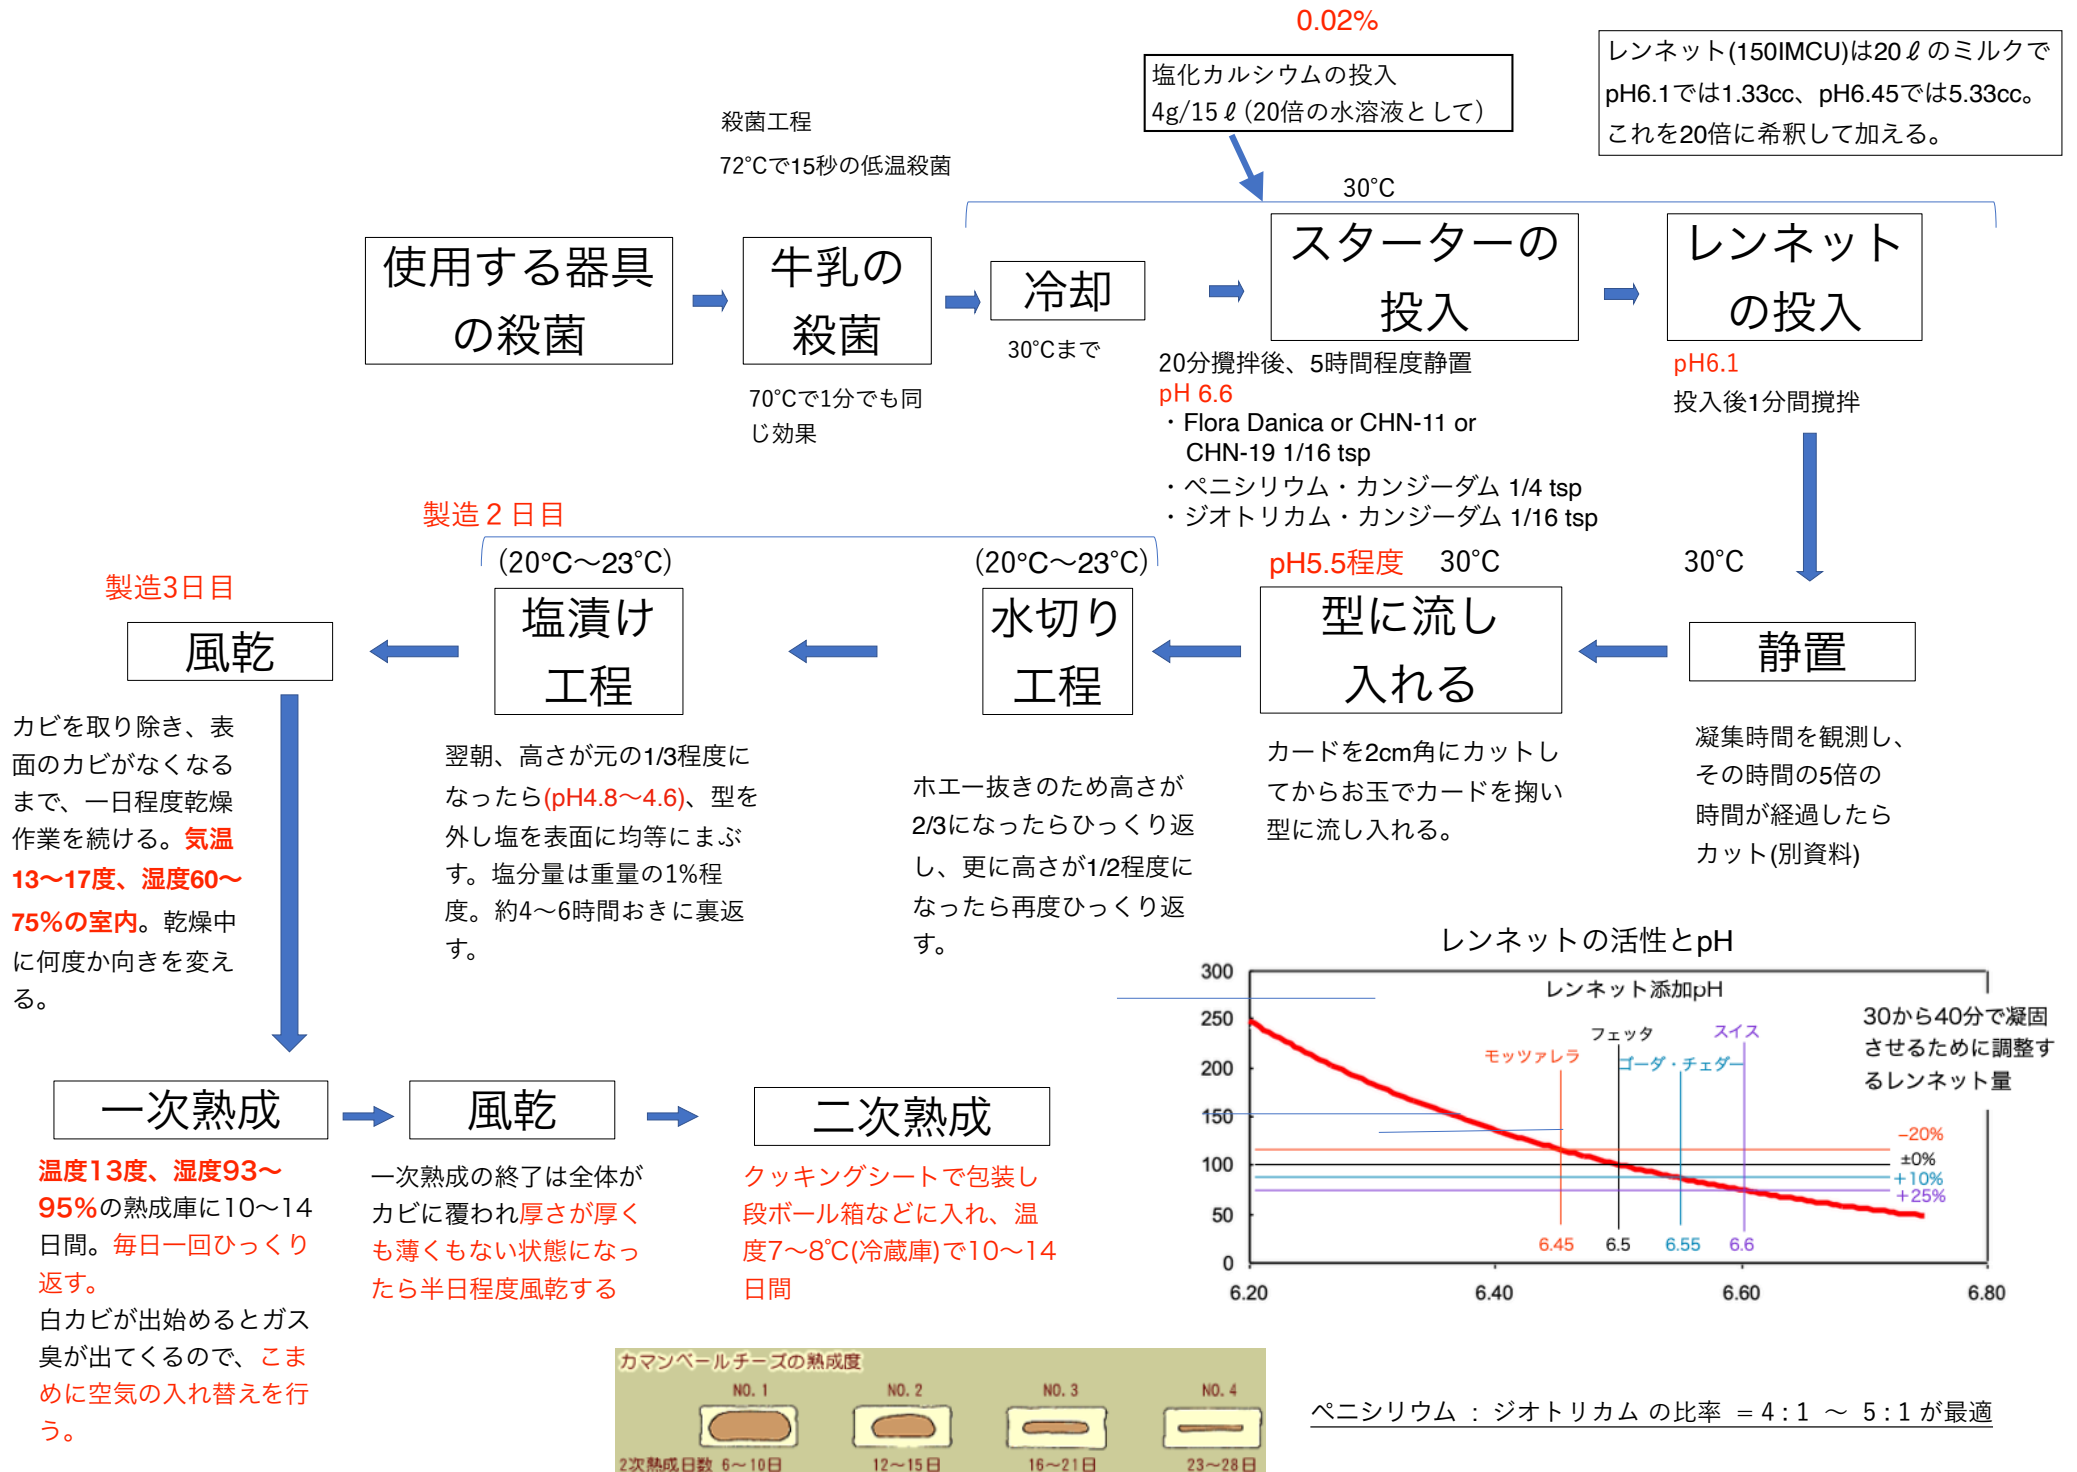 0.02%
塩化カルシウムの投入
4g/15ℓ(20倍の水溶液として)
レンネット(150IMCU)は20ℓのミルクで
pH6.1では1.33cc、pH6.45では5.33cc。
これを20倍に希釈して加える。
殺菌工程
72°Cで15秒の低温殺菌
30°C
使用する器具
の殺菌
牛乳の
殺菌
冷却
スターターの
投入
レンネット
の投入
70°Cで1分でも同
じ効果
30°Cまで
20分攪拌後、5時間程度静置
pH 6.6
・Flora Danica or CHN-11 or
CHN-19 1/16 tsp
・ペニシリウム・カンジーダム 1/4 tsp
・ジオトリカム・カンジーダム 1/16 tsp
pH6.1
投入後1分間撹拌
製造２日目
(20°C〜23°C)
(20°C〜23°C)
pH5.5程度 30°C
30°C
製造3日目
風乾
塩漬け
工程
水切り
工程
型に流し
入れる
静置
カビを取り除き、表
面のカビがなくなる
まで、一日程度乾燥
作業を続ける。気温
13〜17度、湿度60〜
75%の室内。乾燥中
に何度か向きを変え
る。
翌朝、高さが元の1/3程度に
なったら(pH4.8〜4.6)、型を
外し塩を表面に均等にまぶ
す。塩分量は重量の1%程
度。約4〜6時間おきに裏返
す。
ホエー抜きのため高さが
2/3になったらひっくり返
し、更に高さが1/2程度に
なったら再度ひっくり返
す。
カードを2cm角にカットし
てからお玉でカードを掬い
型に流し入れる。
凝集時間を観測し、
その時間の5倍の
時間が経過したら
カット(別資料)
一次熟成
風乾
二次熟成
温度13度、湿度93〜
95%の熟成庫に10〜14
日間。毎日一回ひっくり
返す。
白カビが出始めるとガス
臭が出てくるので、こま
めに空気の入れ替えを行
う。
一次熟成の終了は全体が
カビに覆われ厚さが厚く
も薄くもない状態になっ
たら半日程度風乾する
クッキングシートで包装し
段ボール箱などに入れ、温
度7〜8℃(冷蔵庫)で10〜14
日間
レンネットの活性とpH
レンネット添加pH
30から40分で凝固
させるために調整す
るレンネット量
フェッタ
スイス
モッツァレラ
ゴーダ・チェダー
300
250
200
150
100
50
0
−20%
±0%
+10%
+25%
6.45 6.5 6.55 6.6
6.20 6.40 6.60 6.80
カマンベールチーズの熟成度
NO. 1 NO. 2 NO. 3 NO. 4
2次熟成日数 6〜10日 12〜15日 16〜21日 23〜28日
ペニシリウム : ジオトリカム の比率 = 4 : 1 〜 5 : 1 が最適